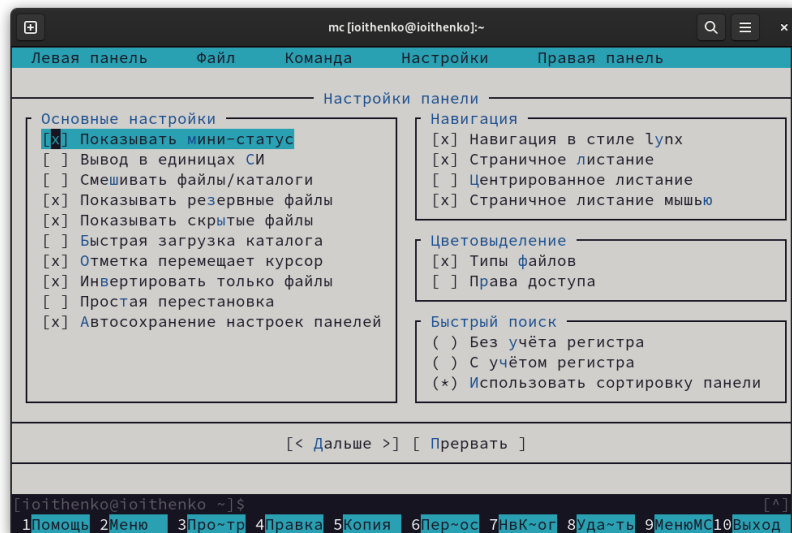 mc [ioithenko@ioithenko]:~
Левая панель Файл Команда Настройки Правая панель
Настройки панели
Основные настройки
[x] Показывать мини-статус
[ ] Вывод в единицах СИ
[ ] Смешивать файлы/каталоги
[x] Показывать резервные файлы
[x] Показывать скрытые файлы
[ ] Быстрая загрузка каталога
[x] Отметка перемещает курсор
[x] Инвертировать только файлы
[ ] Простая перестановка
[x] Автосохранение настроек панелей
Навигация
[x] Навигация в стиле lynx
[x] Страничное листание
[ ] Центрированное листание
[x] Страничное листание мышью
Цветовыделение
[x] Типы файлов
[ ] Права доступа
Быстрый поиск
( ) Без учёта регистра
( ) С учётом регистра
(*) Использовать сортировку панели
[< Дальше >] [ Прервать ]
[ioithenko@ioithenko ~]$ [^]
1Помощь 2Меню 3Про~тр 4Правка 5Копия 6Пер~ос 7НвК~ог 8Уда~ть 9МенюMC10Выход